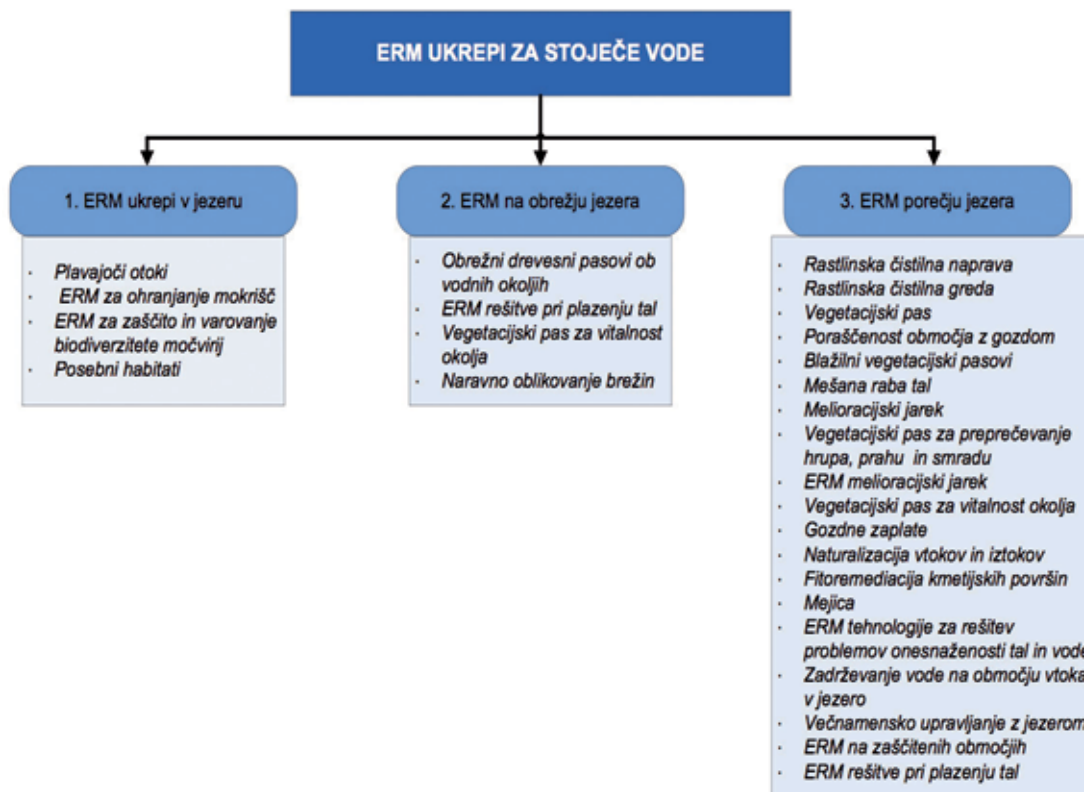 ERM UKREPI ZA STOJEČE VODE
1. ERM ukrepi v jezeru
· Plavajoči otoki
· ERM za ohranjanje mokrišč
· ERM za zaščito in varovanje
biodiverzitete močvirij
· Posebni habitati
2. ERM na obrežju jezera
· Obrežni drevesni pasovi ob
vodnih okoljih
· ERM rešitve pri plazenju tal
· Vegetacijski pas za vitalnost
okolja
· Naravno oblikovanje brežin
3. ERM porečju jezera
· Rastlinska čistilna naprava
· Rastlinska čistilna greda
· Vegetacijski pas
· Poraščenost območja z gozdom
· Blažilni vegetacijski pasovi
· Mešana raba tal
· Melioracijski jarek
· Vegetacijski pas za preprečevanje
hrupa, prahu in smradu
· ERM melioracijski jarek
· Vegetacijski pas za vitalnost okolja
· Gozdne zaplate
· Naturalizacija vtokov in iztokov
· Fitoremediacija kmetijskih površin
· Mejica
· ERM tehnologije za rešitev
problemov onesnaženosti tal in vode
· Zadrževanje vode na območju vtoka
v jezero
· Večnamensko upravljanje z jezerom
· ERM na zaščitenih območjih
· ERM rešitve pri plazenju tal